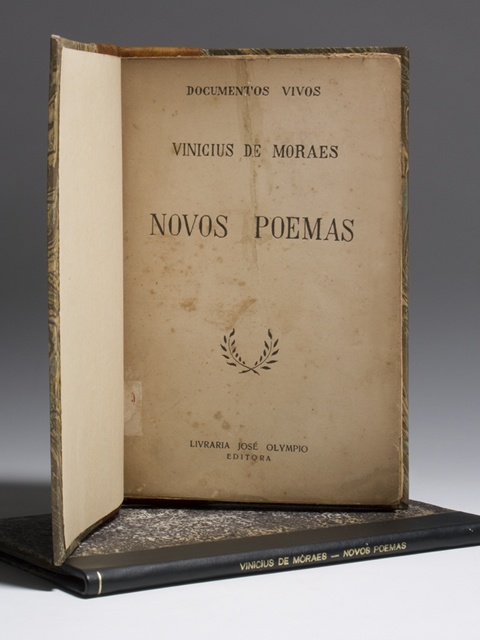 DOCUMENTOS VIVOS
VINICIUS DE MORAES
NOVOS POEMAS
LIVRARIA JOSÉ OLYMPIO
EDITORA
VINICIUS DE MORAES — NOVOS POEMAS